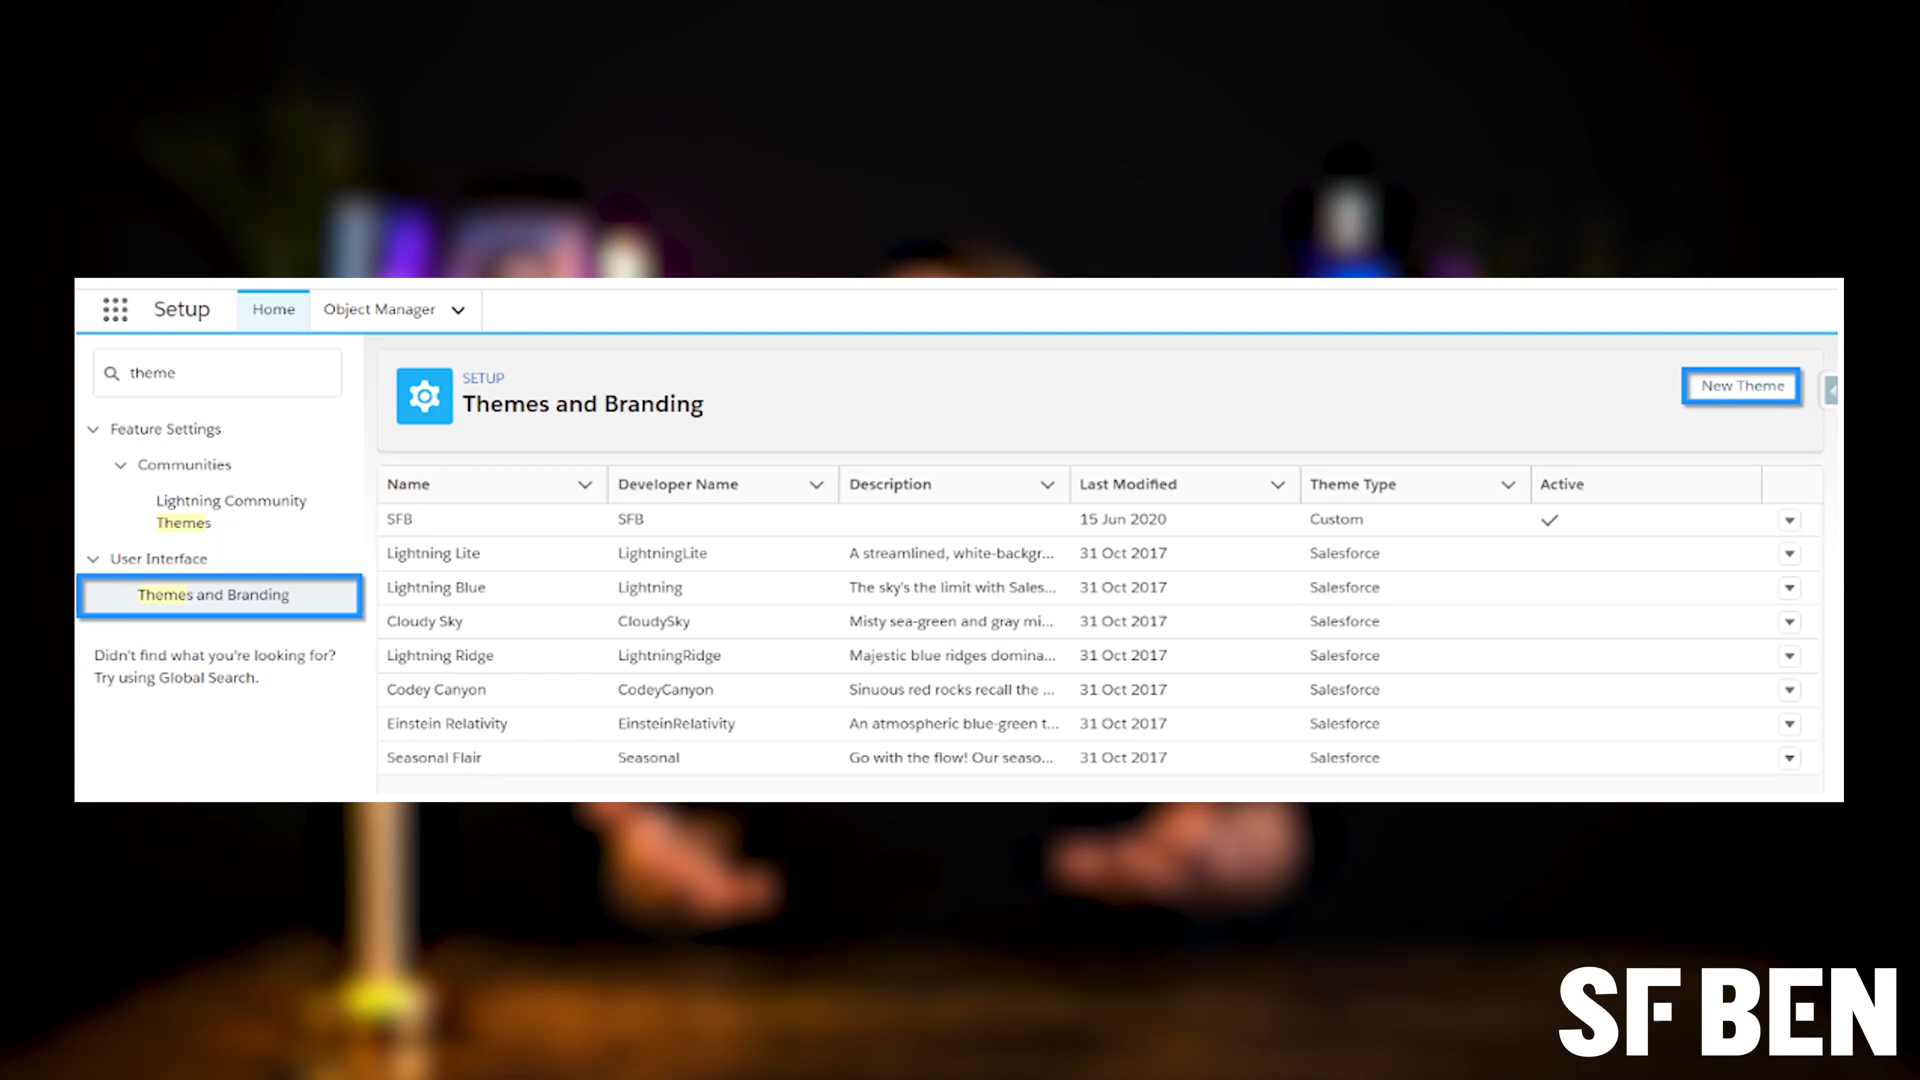 Setup Home Object Manager
theme
Feature Settings
Communities
Lightning Community
Themes
User Interface
Themes and Branding
Didn't find what you're looking for?
Try using Global Search.
SETUP
Themes and Branding
New Theme
Name Developer Name Description Last Modified Theme Type Active
SFB SFB 15 Jun 2020 Custom
Lightning Lite LightningLite A streamlined, white-backgr... 31 Oct 2017 Salesforce
Lightning Blue Lightning The sky's the limit with Sales... 31 Oct 2017 Salesforce
Cloudy Sky CloudySky Misty sea-green and gray mi... 31 Oct 2017 Salesforce
Lightning Ridge LightningRidge Majestic blue ridges domina... 31 Oct 2017 Salesforce
Codey Canyon CodeyCanyon Sinuous red rocks recall the ... 31 Oct 2017 Salesforce
Einstein Relativity EinsteinRelativity An atmospheric blue-green t... 31 Oct 2017 Salesforce
Seasonal Flair Seasonal Go with the flow! Our seaso... 31 Oct 2017 Salesforce
SF BEN